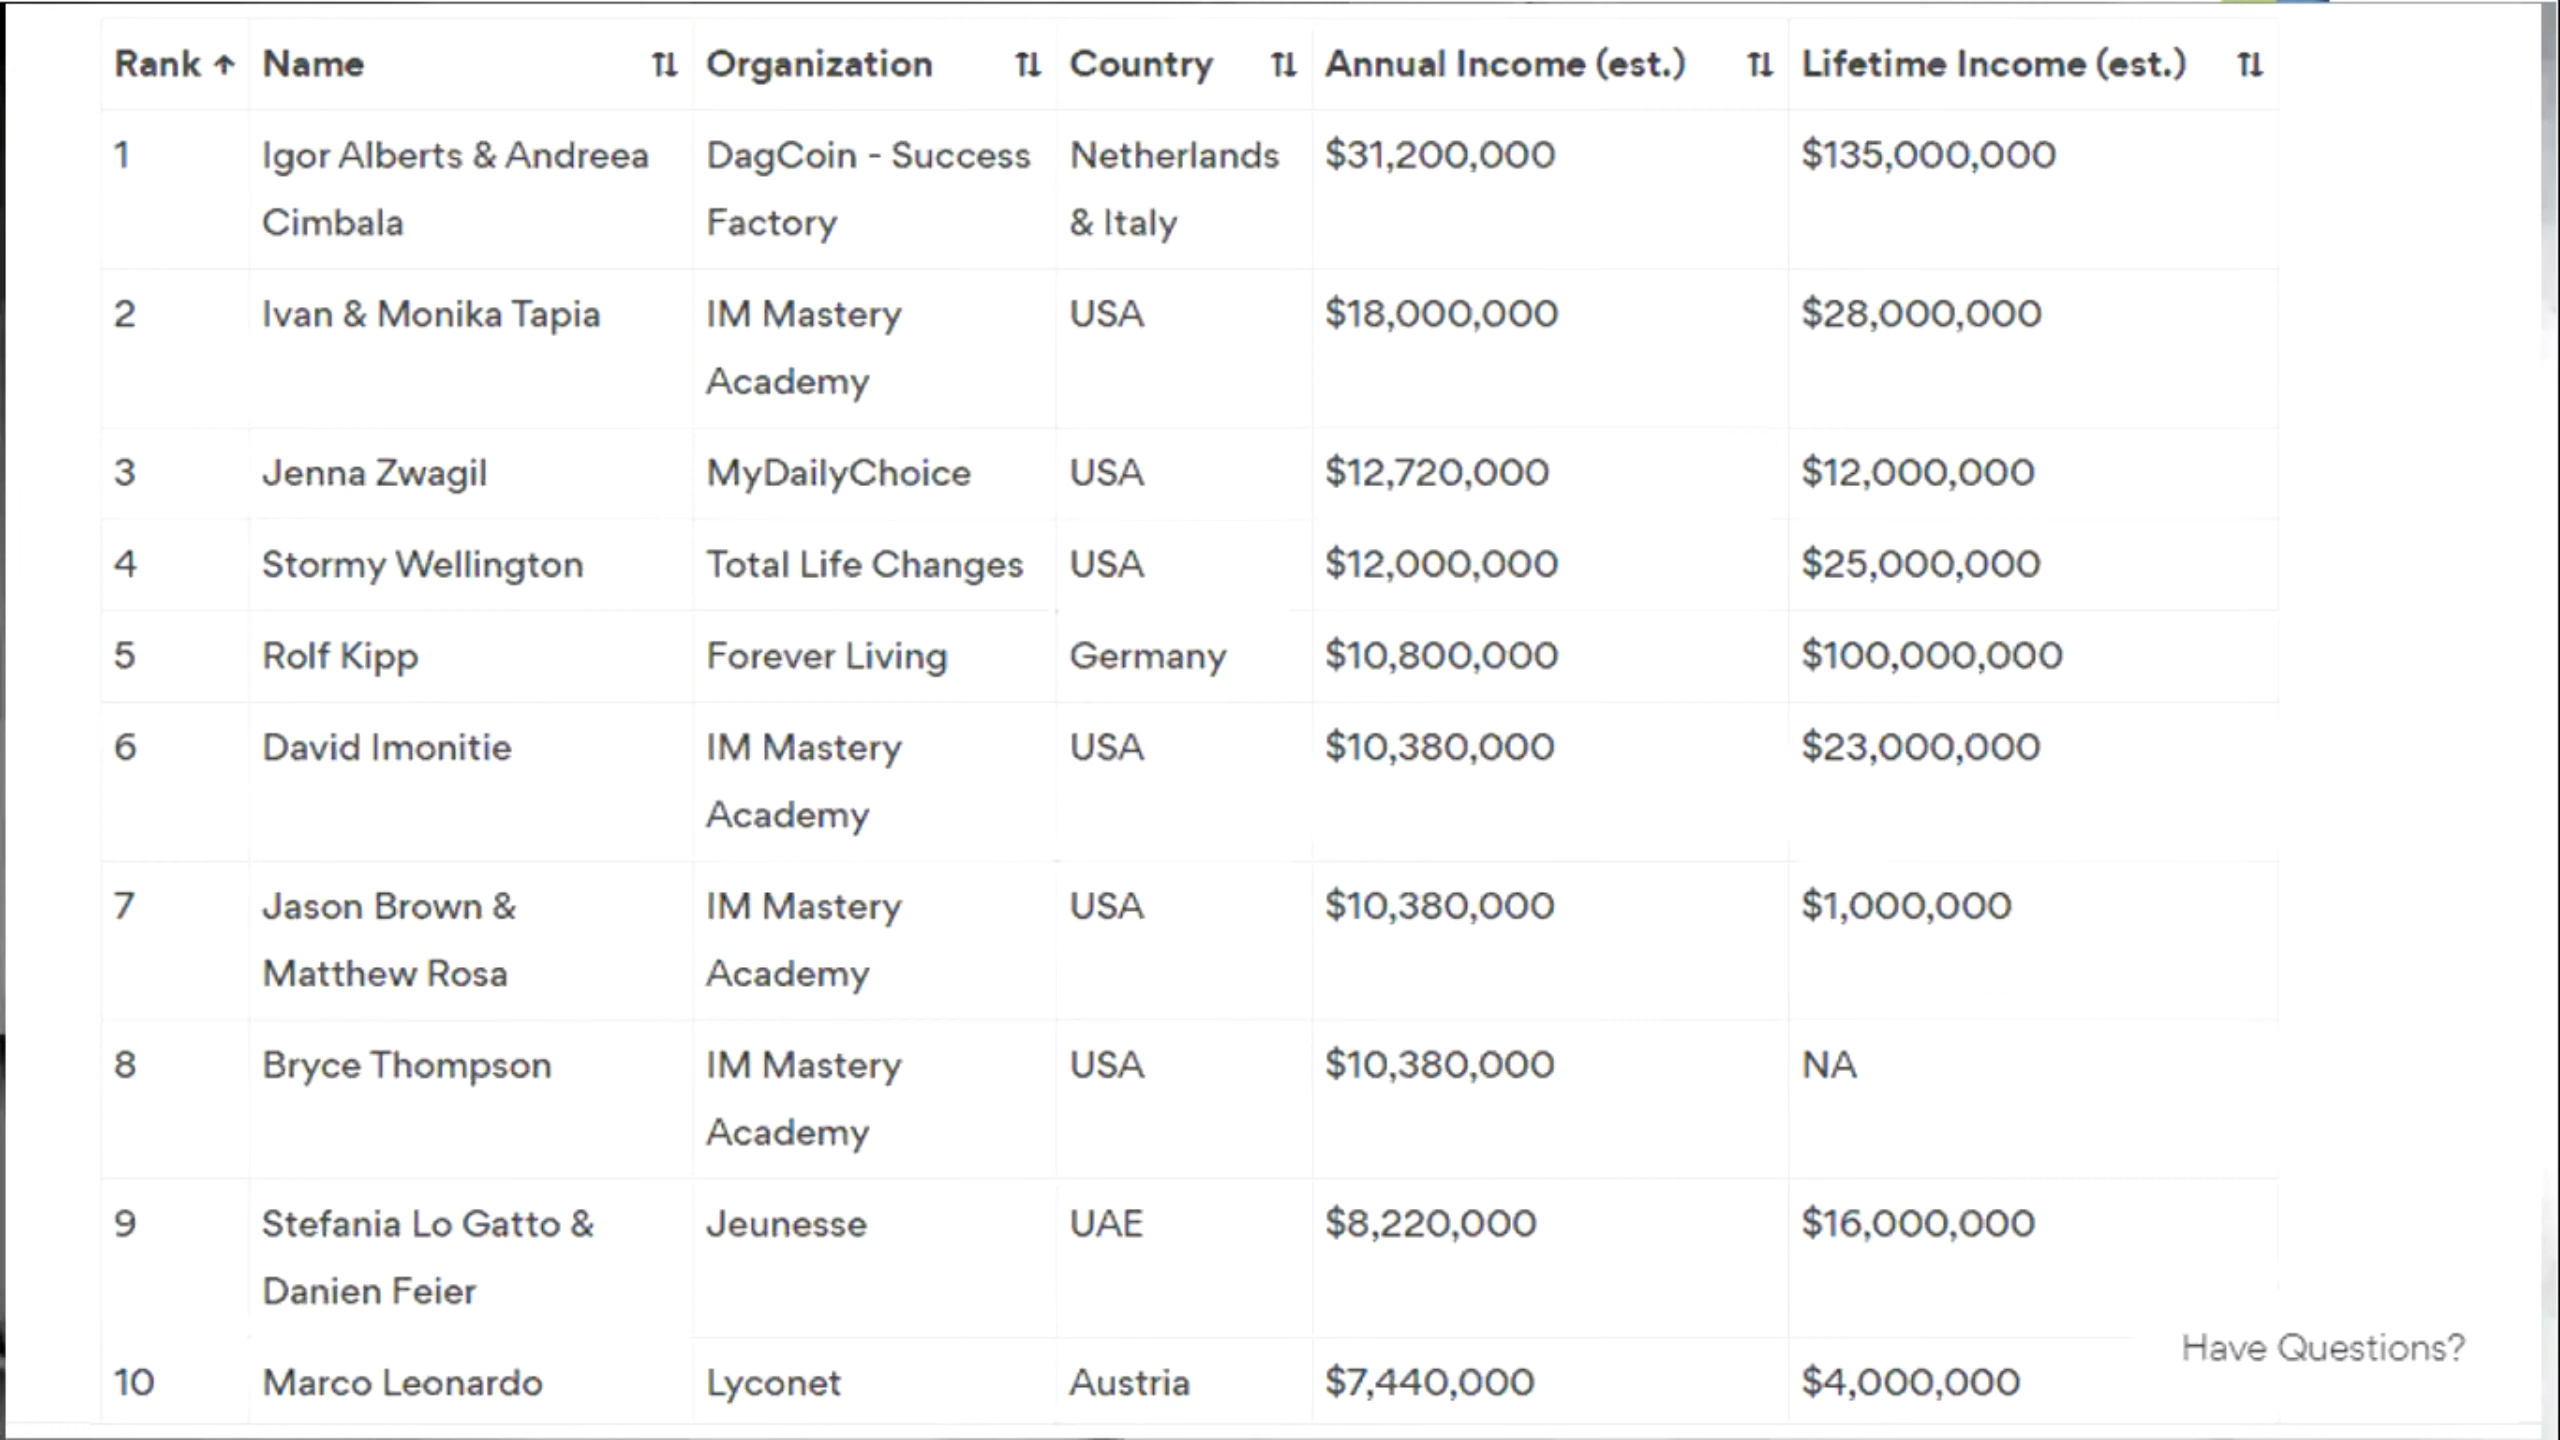 Rank ↑ Name ↑↓ Organization ↑↓ Country ↑↓ Annual Income (est.) ↑↓ Lifetime Income (est.) ↑↓
1 Igor Alberts & Andreea DagCoin - Success Netherlands $31,200,000 $135,000,000
Cimbala Factory & Italy
2 Ivan & Monika Tapia IM Mastery USA $18,000,000 $28,000,000
Academy
3 Jenna Zwagil MyDailyChoice USA $12,720,000 $12,000,000
4 Stormy Wellington Total Life Changes USA $12,000,000 $25,000,000
5 Rolf Kipp Forever Living Germany $10,800,000 $100,000,000
6 David Imonitie IM Mastery USA $10,380,000 $23,000,000
Academy
7 Jason Brown & IM Mastery USA $10,380,000 $1,000,000
Matthew Rosa Academy
8 Bryce Thompson IM Mastery USA $10,380,000 NA
Academy
9 Stefania Lo Gatto & Jeunesse UAE $8,220,000 $16,000,000
Danien Feier
Have Questions?
10 Marco Leonardo Lyconet Austria $7,440,000 $4,000,000